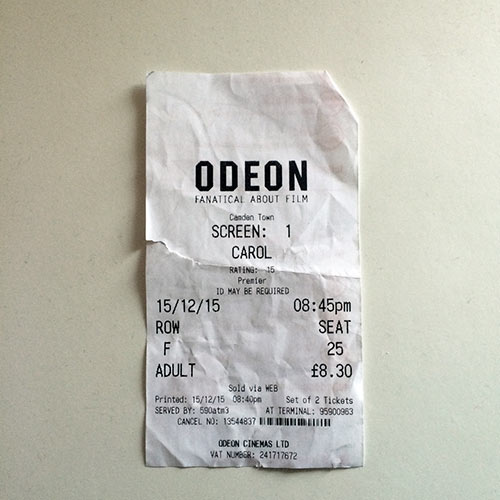 ODEON
FANATICAL ABOUT FILM
Camden Town
SCREEN: 1
CAROL
RATING: 15
Premier
ID MAY BE REQUIRED
15/12/15 08:45pm
ROW SEAT
F 25
ADULT £8.30
Sold via WEB
Printed: 15/12/15 08:40pm Set of 2 Tickets
SERVED BY: 590atm3 AT TERMINAL: 95900963
CANCEL NO: 13544837
ODEON CINEMAS LTD
VAT NUMBER: 241717672